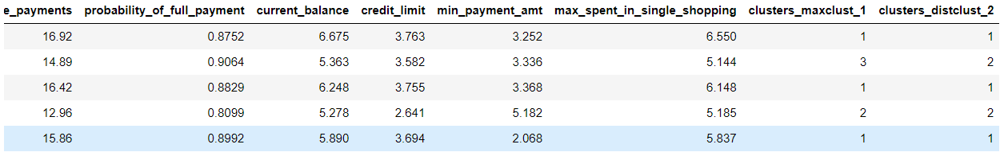 e_payments probability_of_full_payment current_balance credit_limit min_payment_amt max_spent_in_single_shopping clusters_maxclust_1 clusters_distclust_2
16.92 0.8752 6.675 3.763 3.252 6.550 1 1
14.89 0.9064 5.363 3.582 3.336 5.144 3 2
16.42 0.8829 6.248 3.755 3.368 6.148 1 1
12.96 0.8099 5.278 2.641 5.182 5.185 2 2
15.86 0.8992 5.890 3.694 2.068 5.837 1 1